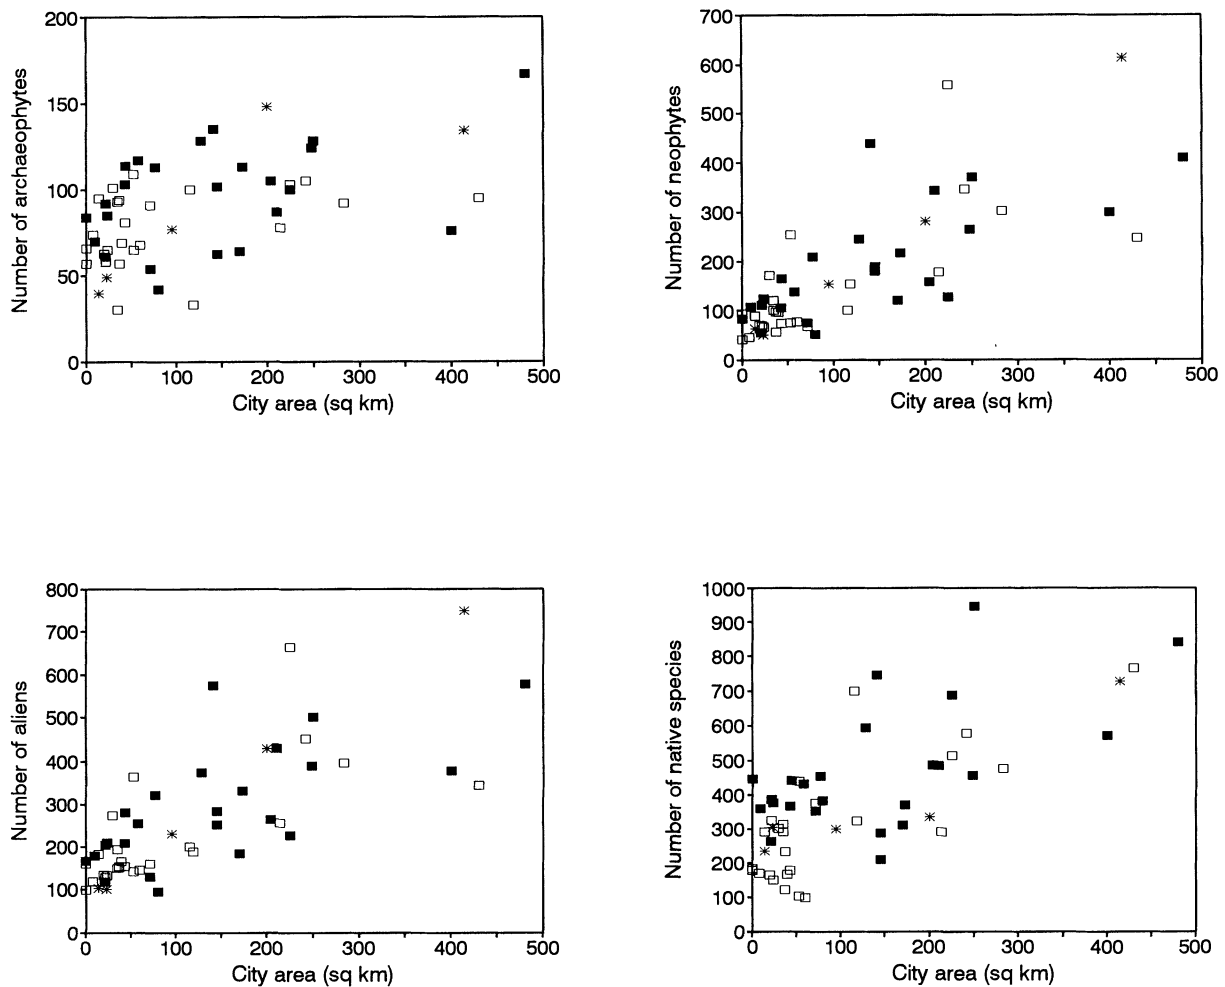 200
150
100
50
0
Number of archaeophytes
0 100 200 300 400 500
City area (sq km)
700
600
500
400
300
200
100
0
Number of neophytes
0 100 200 300 400 500
City area (sq km)
800
700
600
500
400
300
200
100
0
Number of aliens
0 100 200 300 400 500
City area (sq km)
1000
900
800
700
600
500
400
300
200
100
0
Number of native species
0 100 200 300 400 500
City area (sq km)